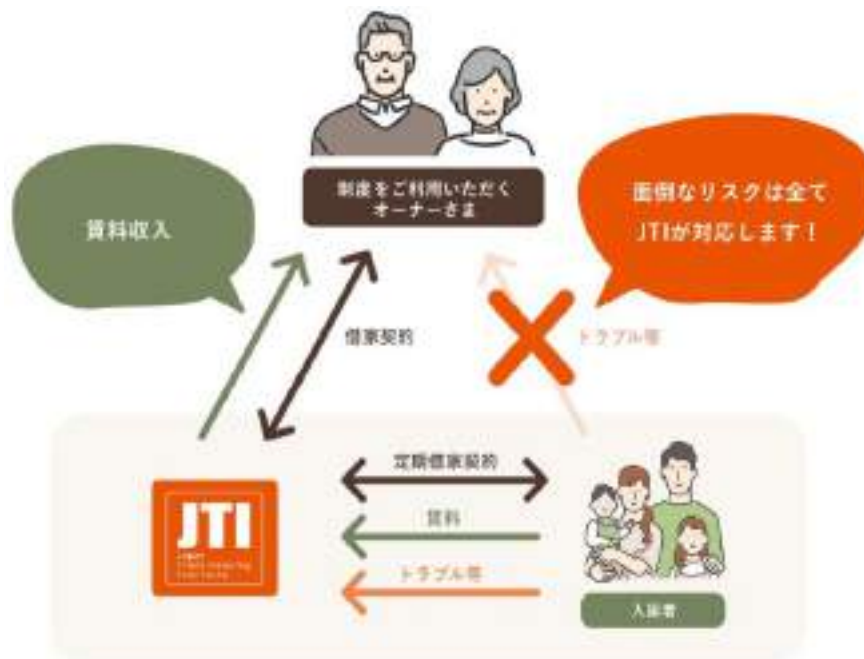 制度をご利用いただく
オーナーさま
賃料収入
面倒なリスクは全て
JTIが対応します！
借家契約
トラブル等
定期借家契約
JTI
賃料
トラブル等
入居者